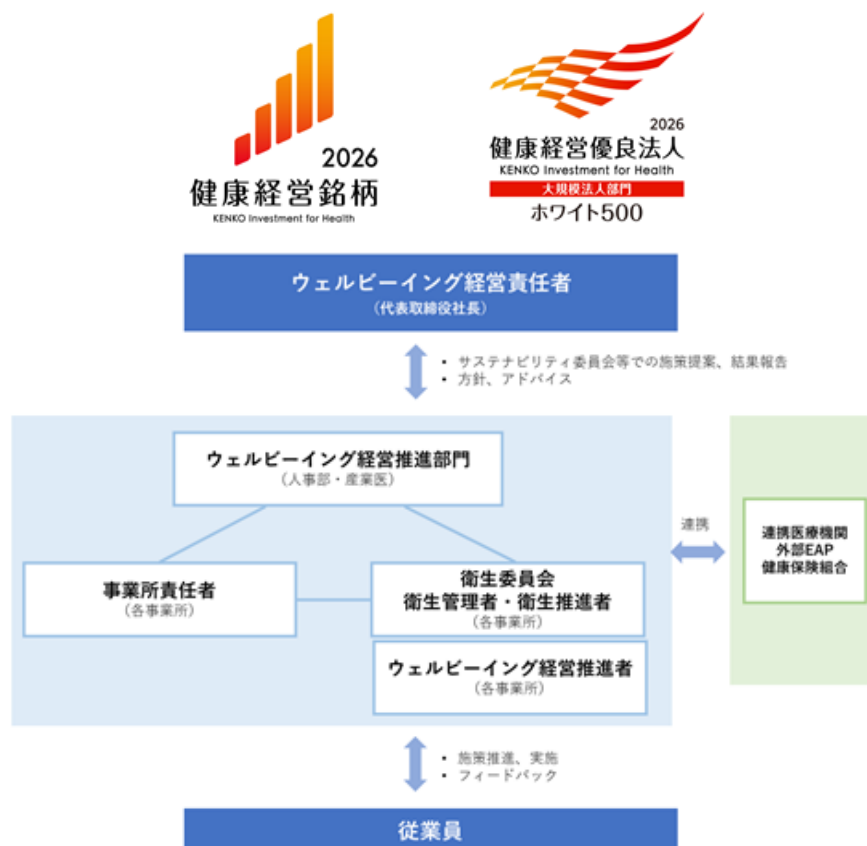 2026
健康経営銘柄
KENKO Investment for Health
2026
健康経営優良法人
KENKO Investment for Health
大規模法人部門
ホワイト500
ウェルビーイング経営責任者
（代表取締役社長）
• サステナビリティ委員会等での施策提案、結果報告
• 方針、アドバイス
ウェルビーイング経営推進部門
（人事部・産業医）
事業所責任者
（各事業所）
衛生委員会
衛生管理者・衛生推進者
（各事業所）
ウェルビーイング経営推進者
（各事業所）
連携
連携医療機関
外部EAP
健康保険組合
• 施策推進、実施
• フィードバック
従業員